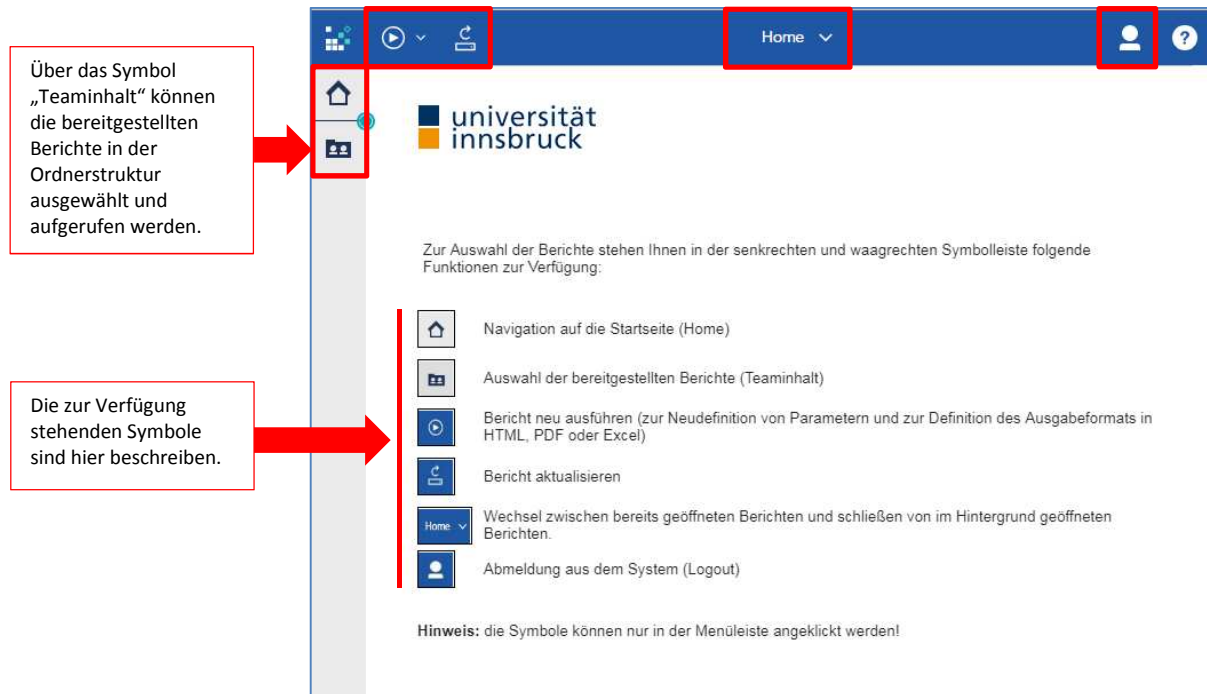 Home
?
Über das Symbol
„Teaminhalt“ können
die bereitgestellten
Berichte in der
Ordnerstruktur
ausgewählt und
aufgerufen werden.
universität
innsbruck
Zur Auswahl der Berichte stehen Ihnen in der senkrechten und waagrechten Symbolleiste folgende
Funktionen zur Verfügung:
Navigation auf die Startseite (Home)
Auswahl der bereitgestellten Berichte (Teaminhalt)
Die zur Verfügung
stehenden Symbole
sind hier beschreiben.
Bericht neu ausführen (zur Neudefinition von Parametern und zur Definition des Ausgabeformats in
HTML, PDF oder Excel)
Bericht aktualisieren
Home
Wechsel zwischen bereits geöffneten Berichten und schließen von im Hintergrund geöffneten
Berichten.
Abmeldung aus dem System (Logout)
Hinweis: die Symbole können nur in der Menüleiste angeklickt werden!